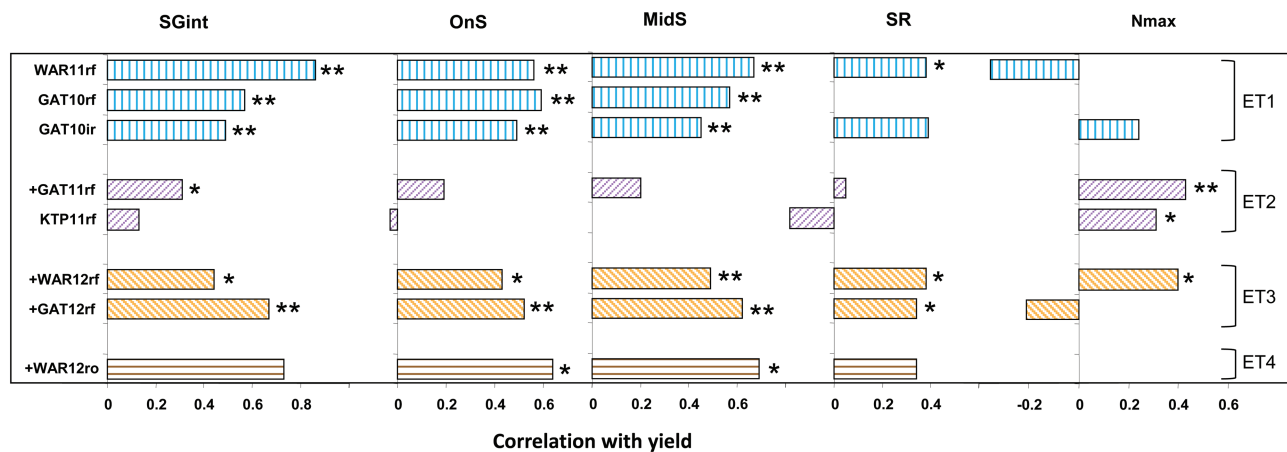 SGint OnS MidS SR Nmax
WAR11rf ** ** ** *
GAT10rf ** ** **
GAT10ir ** ** **
ET1
+GAT11rf * **
KTP11rf *
ET2
+WAR12rf * * ** * *
+GAT12rf ** ** ** *
ET3
+WAR12ro * *
ET4
0 0.2 0.4 0.6 0.8 0 0.2 0.4 0.6 0 0.2 0.4 0.6 0 0.2 0.4 -0.2 0 0.2 0.4 0.6
Correlation with yield